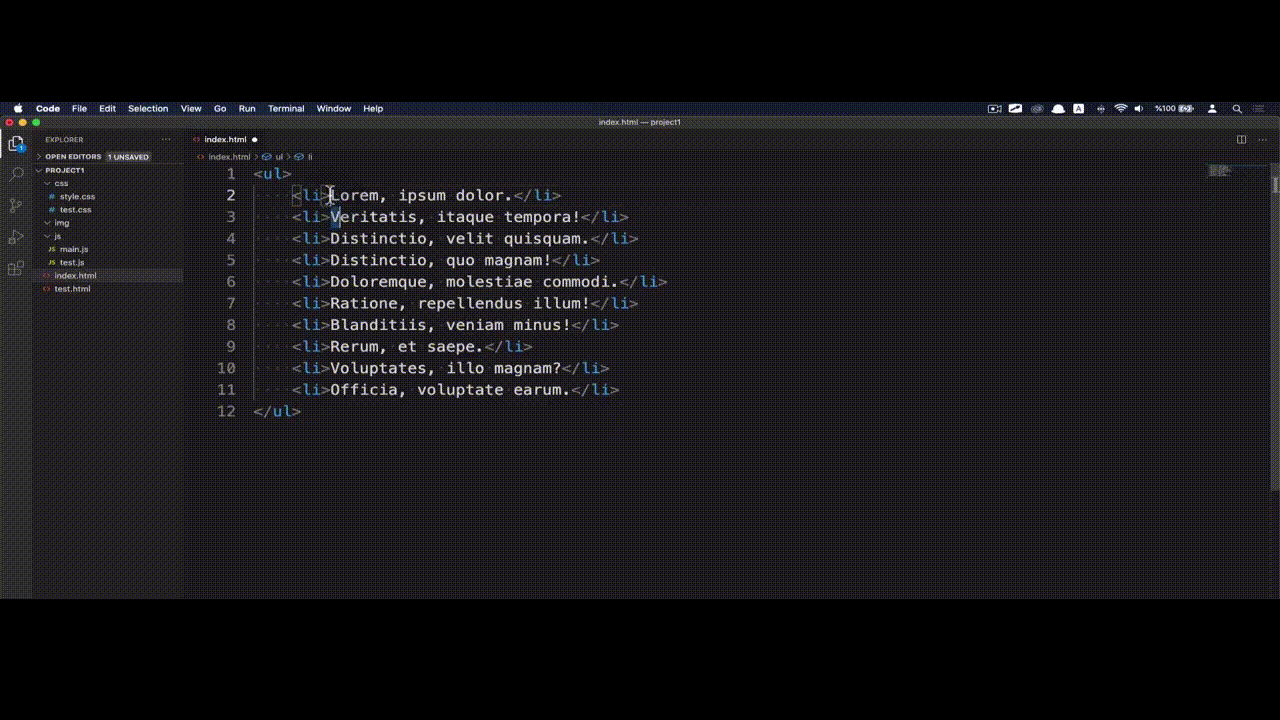 Code File Edit Selection View Go Run Terminal Window Help A %100
index.html — project1
EXPLORER ···
OPEN EDITORS 1 UNSAVED
PROJECT1
css
style.css
test.css
img
js
main.js
test.js
index.html
test.html
index.html
index.html > ul > li
1 <ul>
2 <li>Lorem, ipsum dolor.</li>
3 <li>Veritatis, itaque tempora!</li>
4 <li>Distinctio, velit quisquam.</li>
5 <li>Distinctio, quo magnam!</li>
6 <li>Doloremque, molestiae commodi.</li>
7 <li>Ratione, repellendus illum!</li>
8 <li>Blanditiis, veniam minus!</li>
9 <li>Rerum, et saepe.</li>
10 <li>Voluptates, illo magnam?</li>
11 <li>Officia, voluptate earum.</li>
12 </ul>